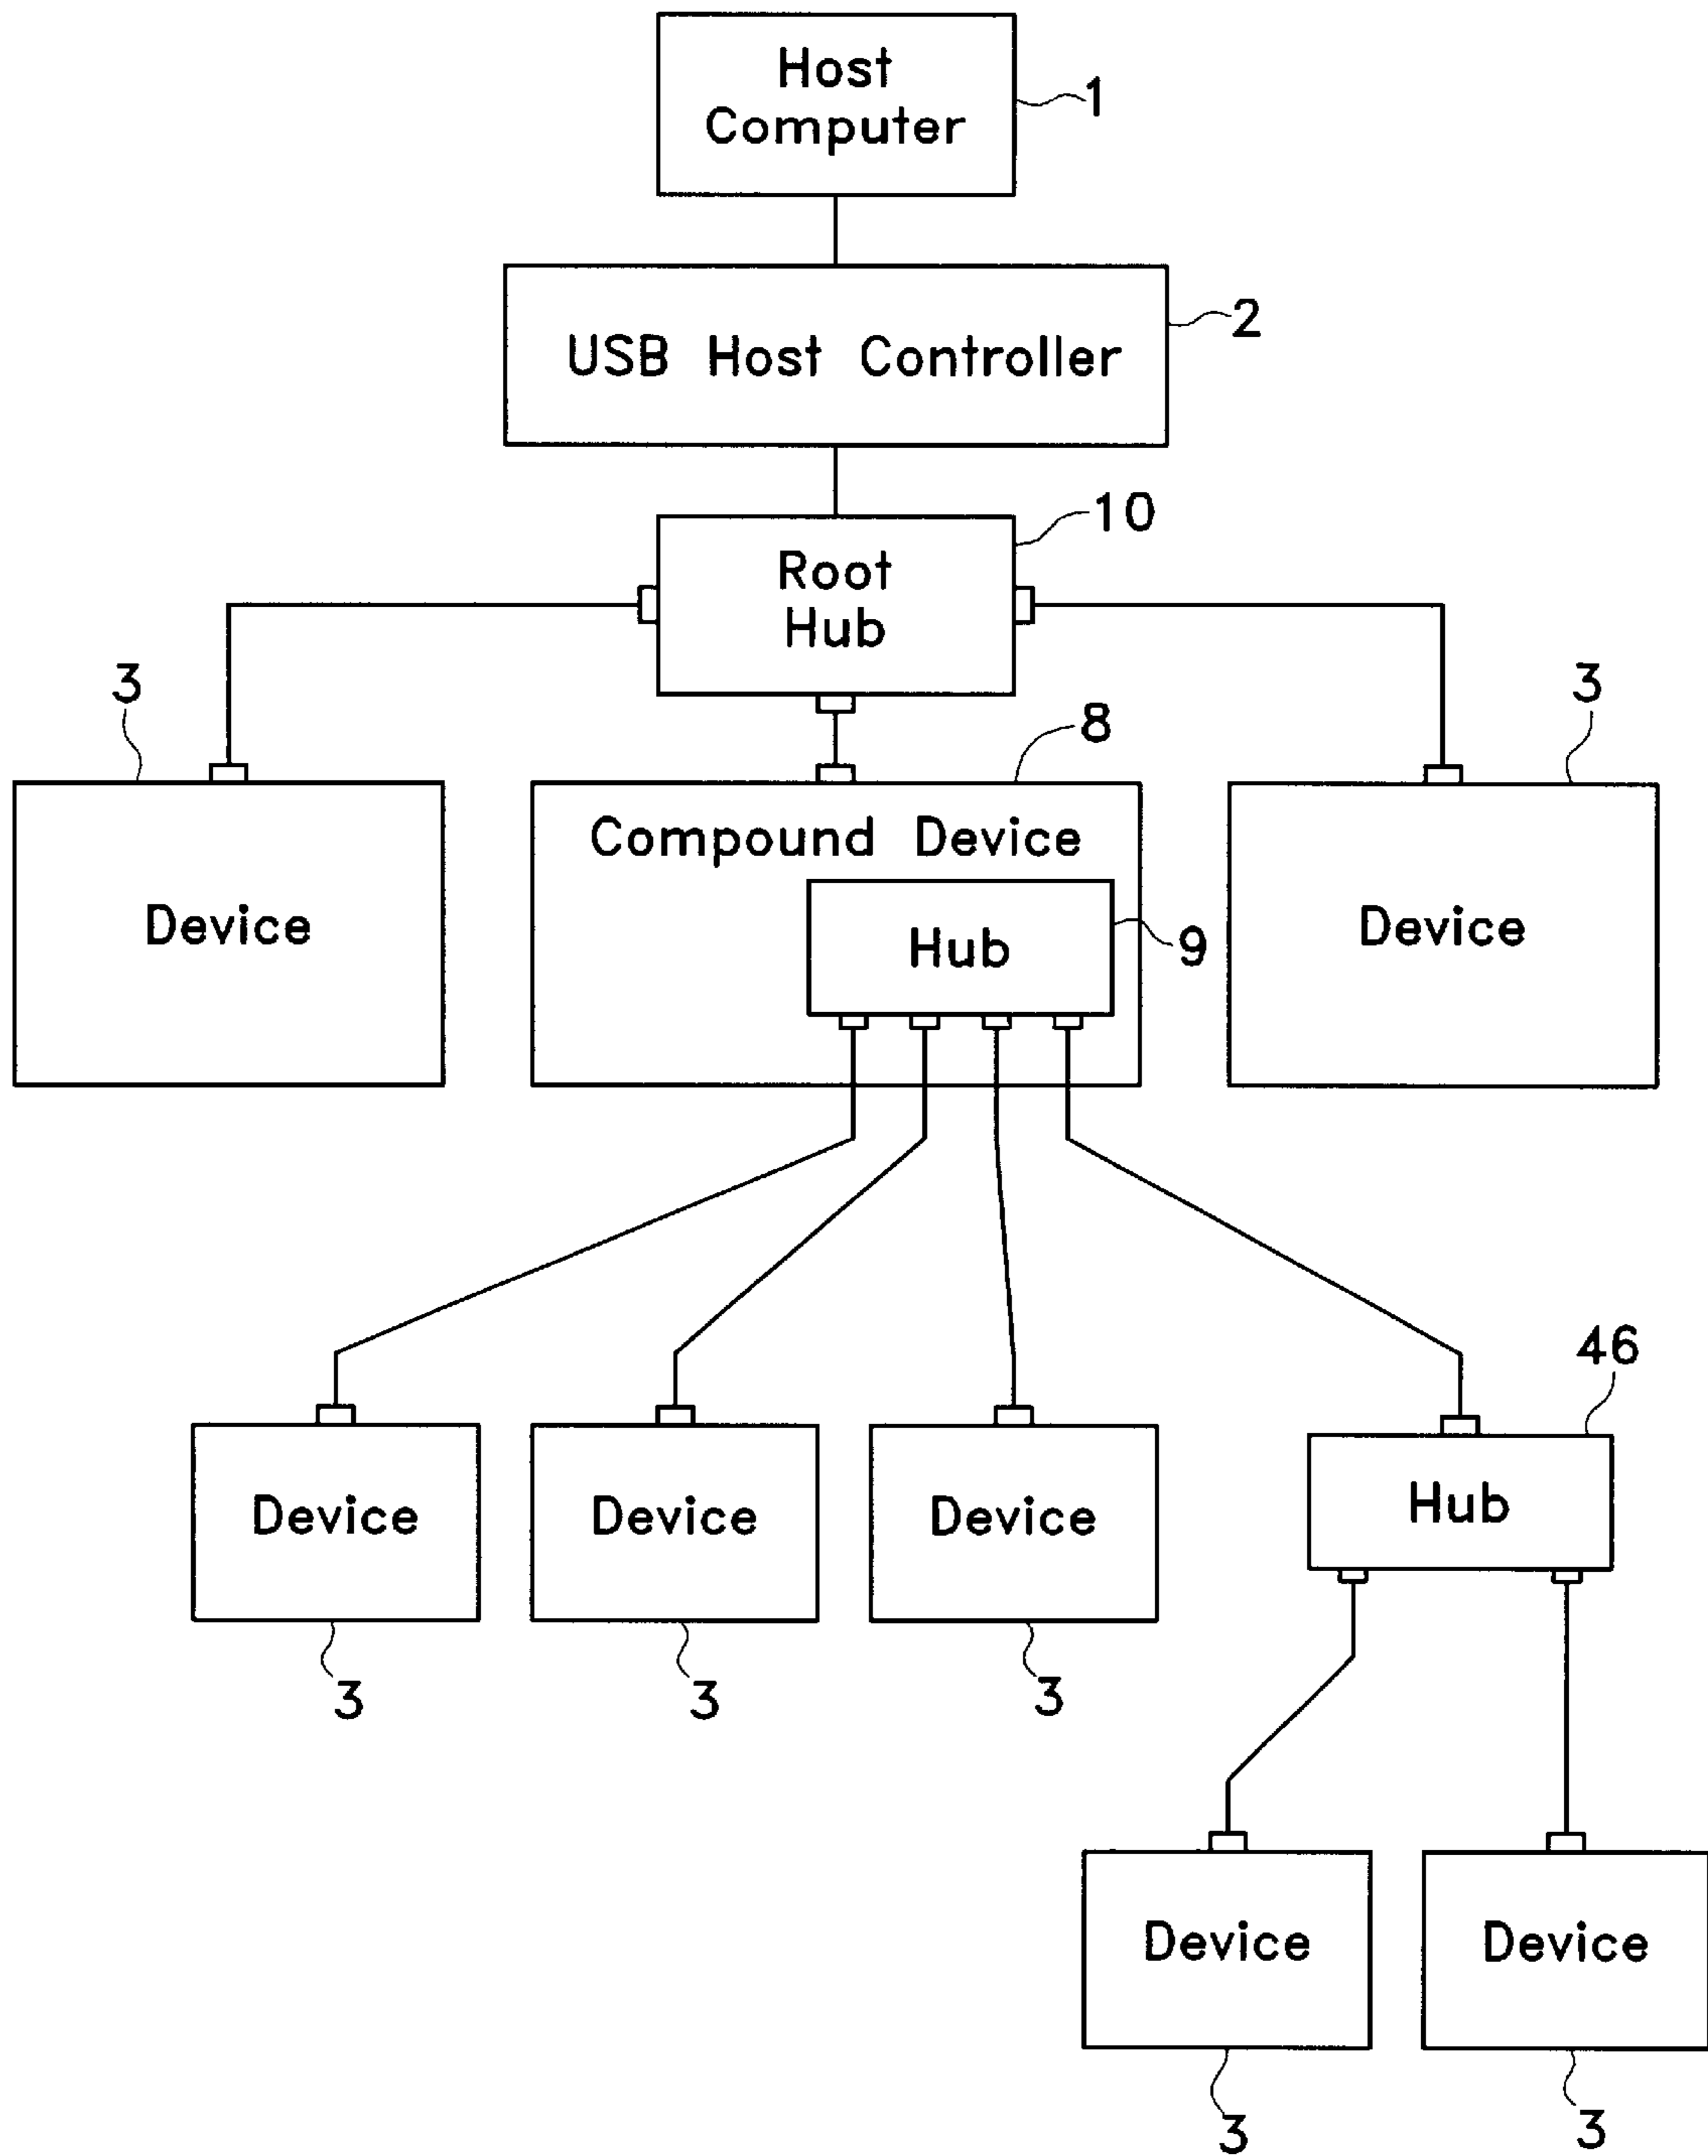 Host
Computer
1
USB Host Controller
2
10
Root
Hub
3
8
3
Compound Device
Device
Hub
9
Device
46
Device
Device
Device
Hub
3
3
3
Device
Device
3
3